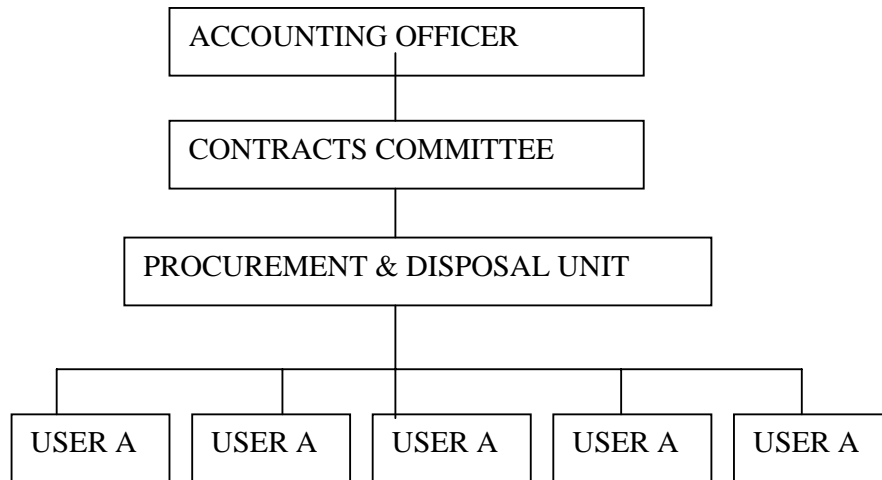 ACCOUNTING OFFICER
CONTRACTS COMMITTEE
PROCUREMENT & DISPOSAL UNIT
USER A USER A USER A USER A USER A